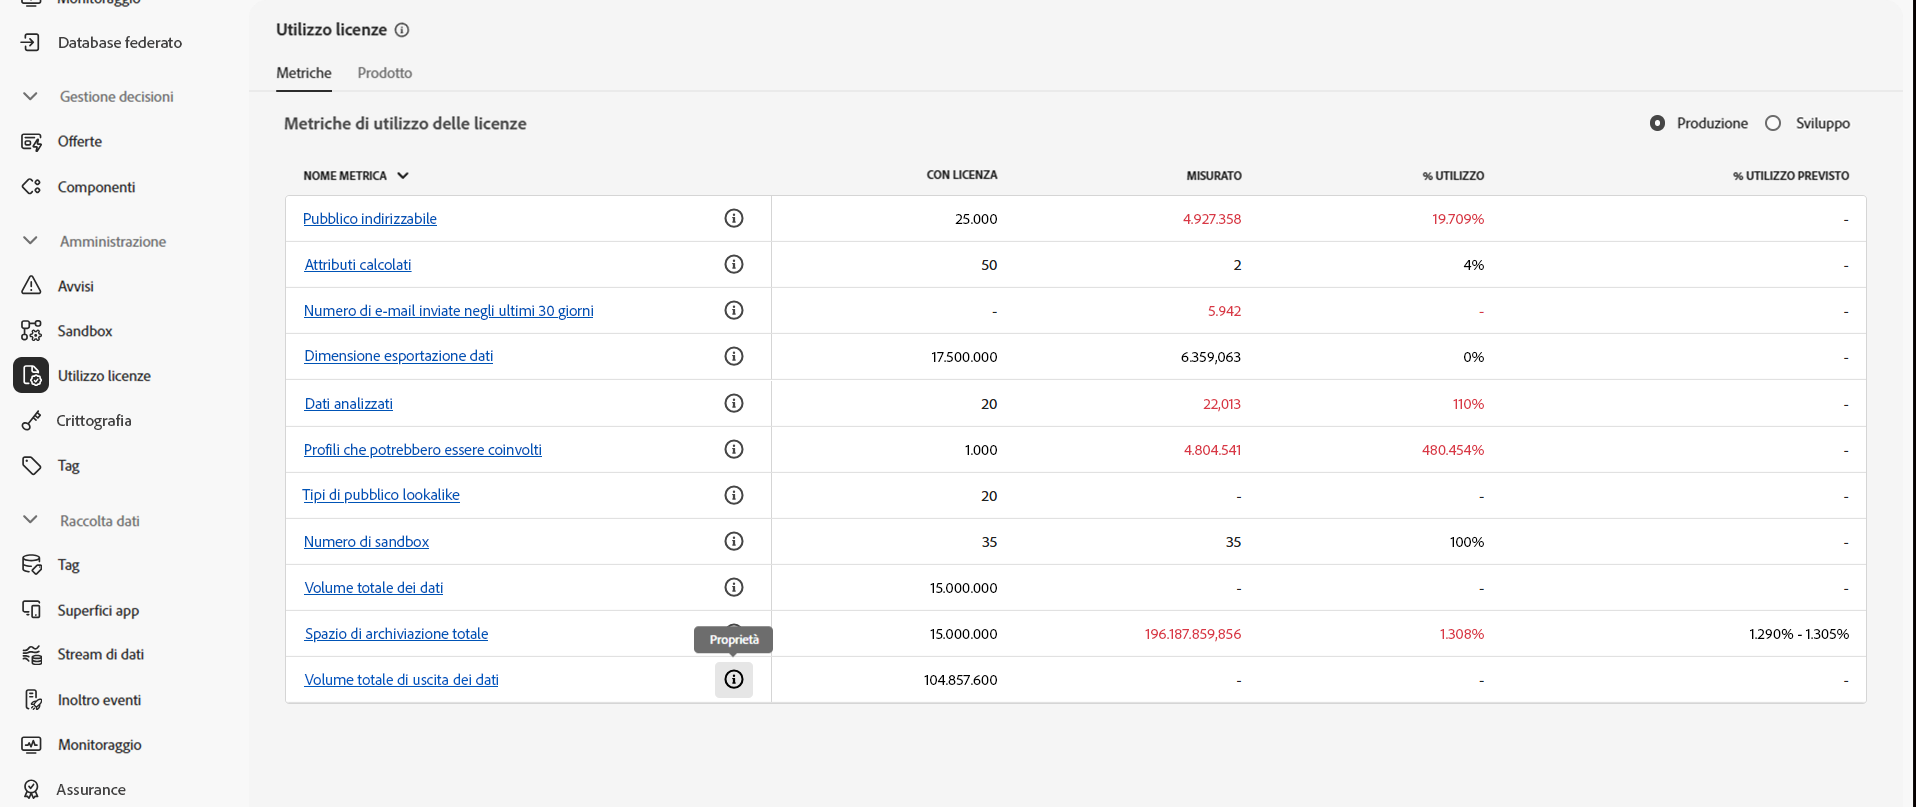 Monitoraggio
Database federato
Gestione decisioni
Offerte
Componenti
Amministrazione
Avvisi
Sandbox
Utilizzo licenze
Crittografia
Tag
Raccolta dati
Tag
Superfici app
Stream di dati
Inoltro eventi
Monitoraggio
Assurance
Utilizzo licenze
Metriche Prodotto
Metriche di utilizzo delle licenze
Produzione Sviluppo
NOME METRICA CON LICENZA MISURATO % UTILIZZO % UTILIZZO PREVISTO
Pubblico indirizzabile 25.000 4.927.358 19.709% -
Attributi calcolati 50 2 4% -
Numero di e-mail inviate negli ultimi 30 giorni - 5.942 - -
Dimensione esportazione dati 17.500.000 6.359,063 0% -
Dati analizzati 20 22,013 110% -
Profili che potrebbero essere coinvolti 1.000 4.804.541 480.454% -
Tipi di pubblico lookalike 20 - - -
Numero di sandbox 35 35 100% -
Volume totale dei dati 15.000.000 - - -
Spazio di archiviazione totale 15.000.000 196.187.859,856 1.308% 1.290% - 1.305%
Proprietà
Volume totale di uscita dei dati 104.857.600 - - -